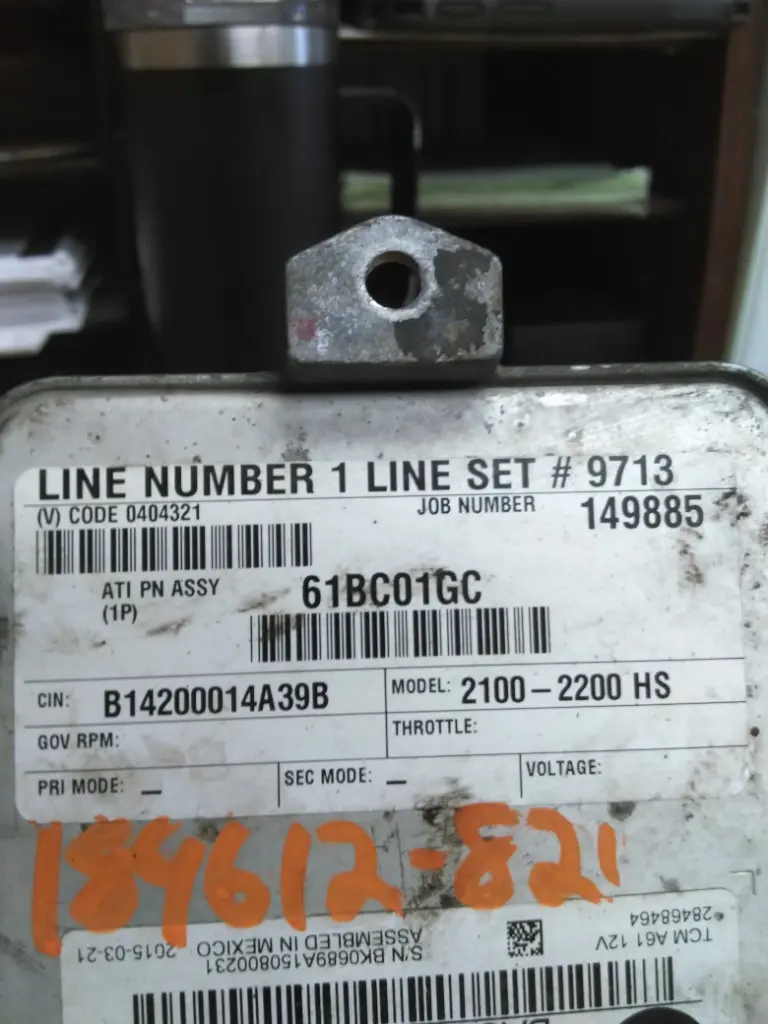 LINE NUMBER 1 LINE SET # 9713
(V) CODE 0404321
JOB NUMBER 149885
ATI PN ASSY 61BC01GC
(1P)
CIN: B14200014A39B
MODEL: 2100-2200 HS
GOV RPM:
THROTTLE:
PRI MODE: _
SEC MODE: _
VOLTAGE:
184612-821
TCM A61 12V
*28468464
S/N BK0689A150800231
ASSEMBLED IN MEXICO 2015-03-21